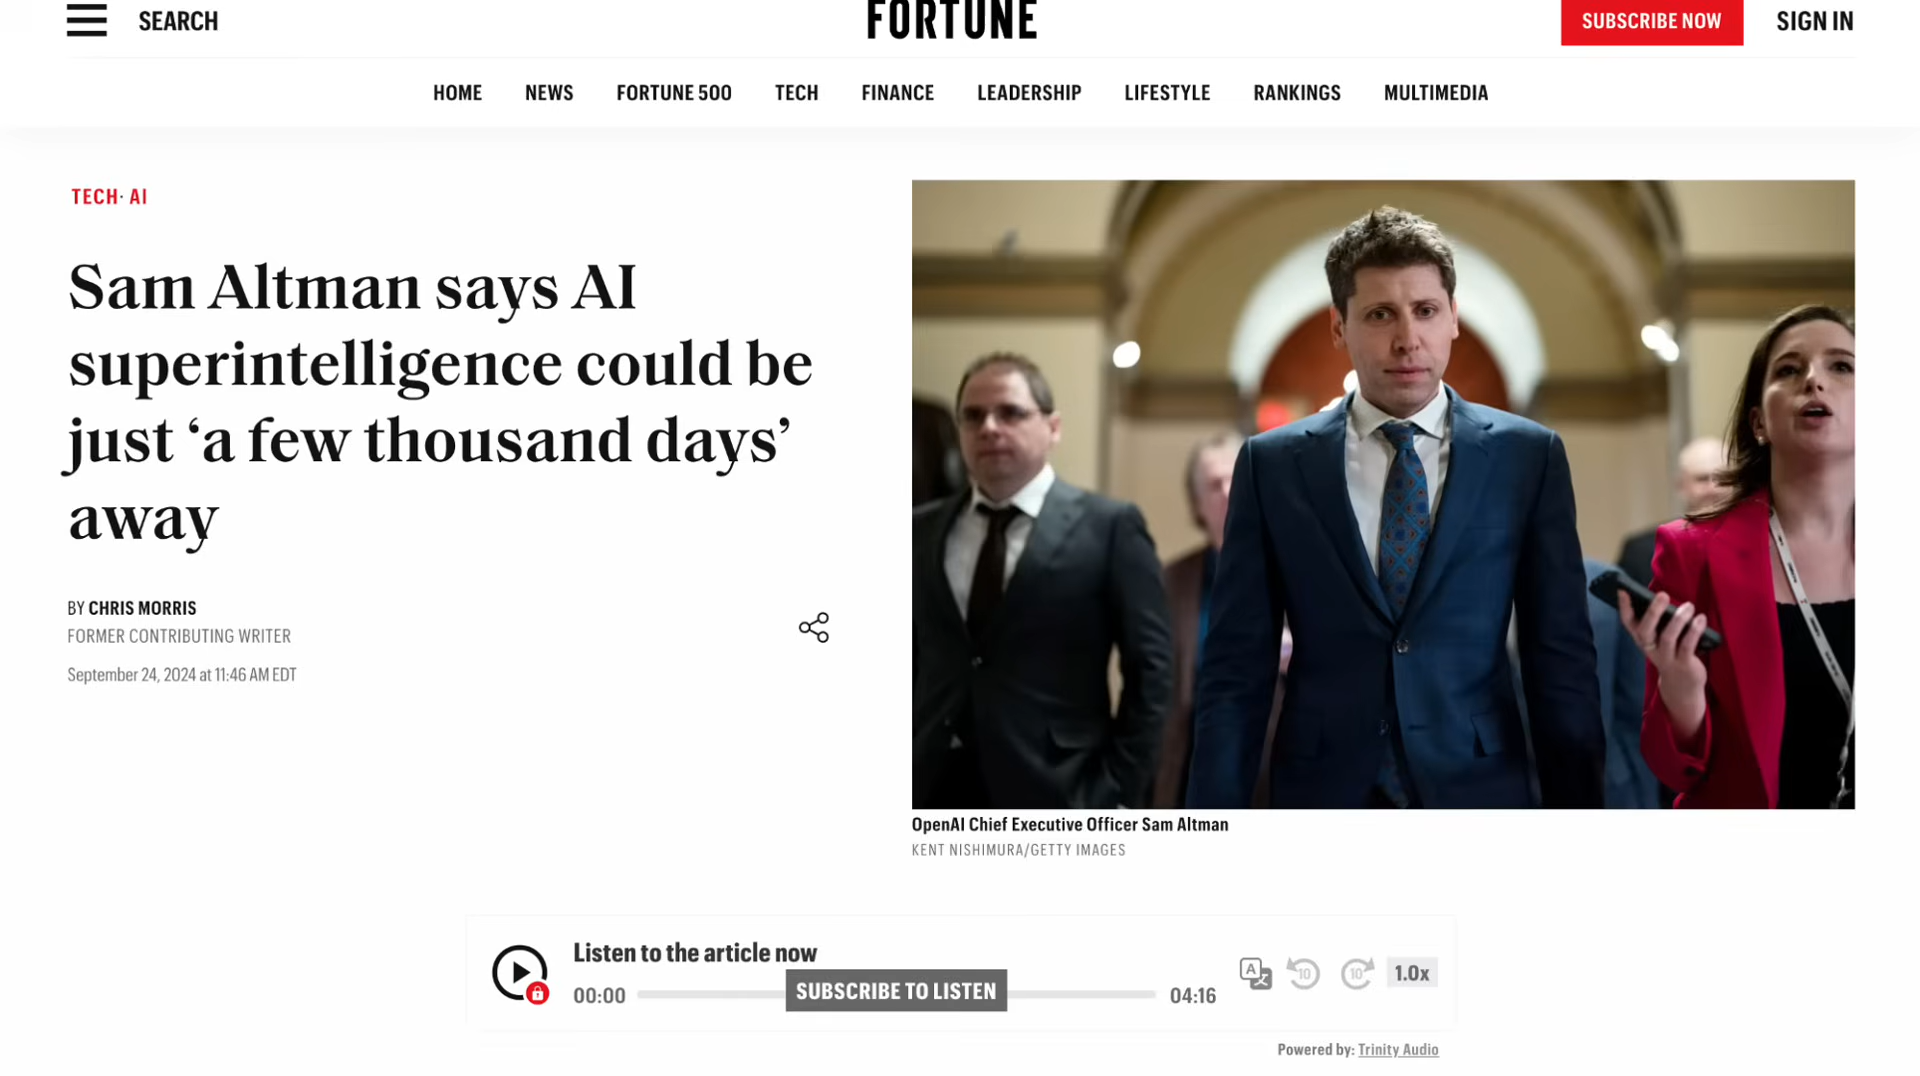 SEARCH
FORTUNE
SUBSCRIBE NOW
SIGN IN
HOME
NEWS
FORTUNE 500
TECH
FINANCE
LEADERSHIP
LIFESTYLE
RANKINGS
MULTIMEDIA
TECH· AI
Sam Altman says AI
superintelligence could be
just ‘a few thousand days’
away
BY CHRIS MORRIS
FORMER CONTRIBUTING WRITER
September 24, 2024 at 11:46 AM EDT
OpenAI Chief Executive Officer Sam Altman
KENT NISHIMURA/GETTY IMAGES
Listen to the article now
00:00
SUBSCRIBE TO LISTEN
04:16
A
10
10
1.0x
Powered by: Trinity Audio